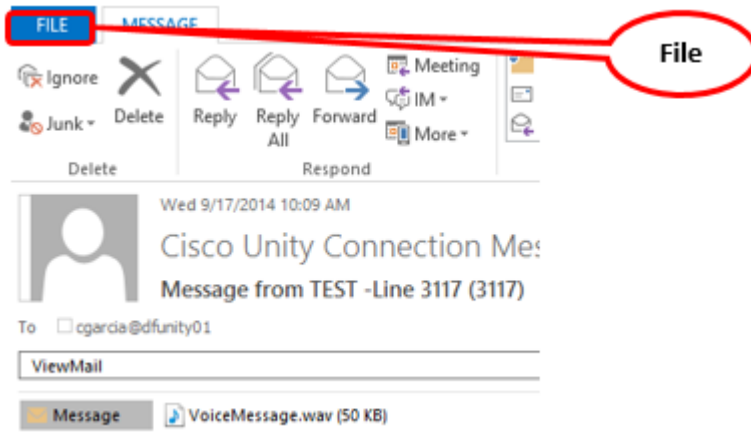 FILE MESSAGE
File
Ignore
Junk
Delete
Reply
Reply All
Forward
Meeting
IM
More
Delete
Respond
Wed 9/17/2014 10:09 AM
Cisco Unity Connection Mes
Message from TEST -Line 3117 (3117)
To cgarcia@dfunity01
ViewMail
Message VoiceMessage.wav (50 KB)